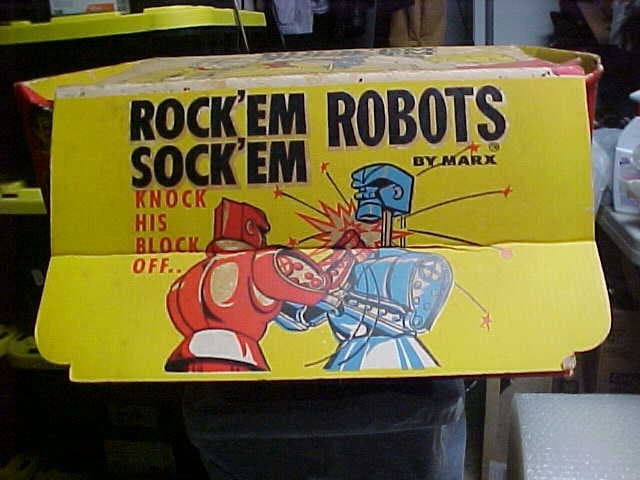 ROCK'EM ROBOTS
SOCK'EM
BY MARX®
KNOCK
HIS
BLOCK
OFF..